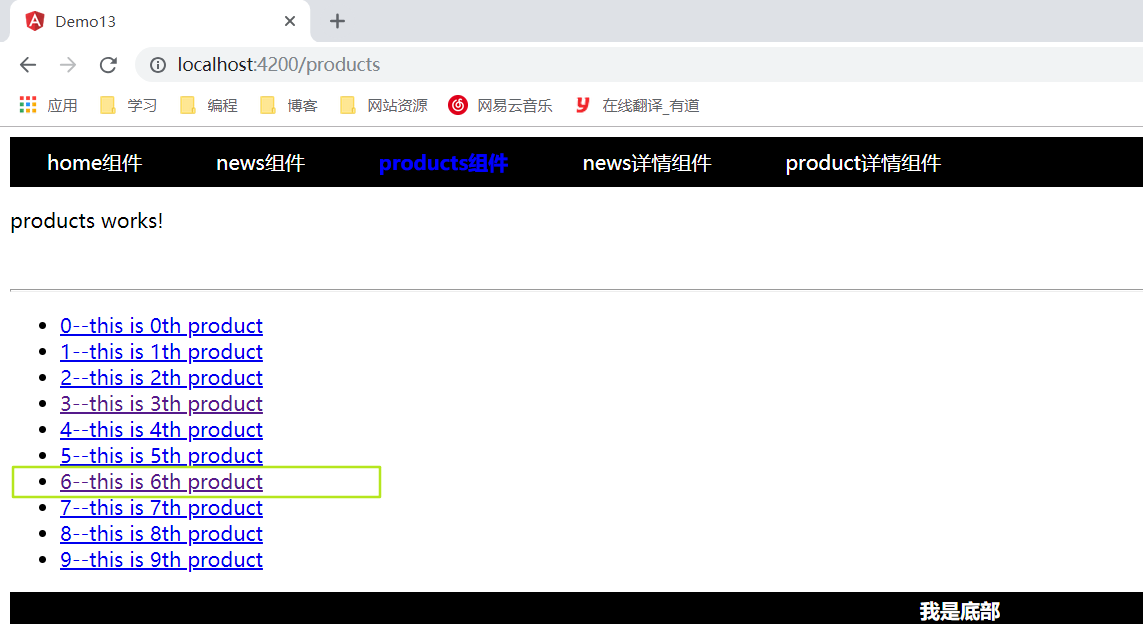 Demo13
localhost:4200/products
应用 学习 编程 博客 网站资源 网易云音乐 在线翻译_有道
home组件 news组件 products组件 news详情组件 product详情组件
products works!
0--this is 0th product
1--this is 1th product
2--this is 2th product
3--this is 3th product
4--this is 4th product
5--this is 5th product
6--this is 6th product
7--this is 7th product
8--this is 8th product
9--this is 9th product
我是底部